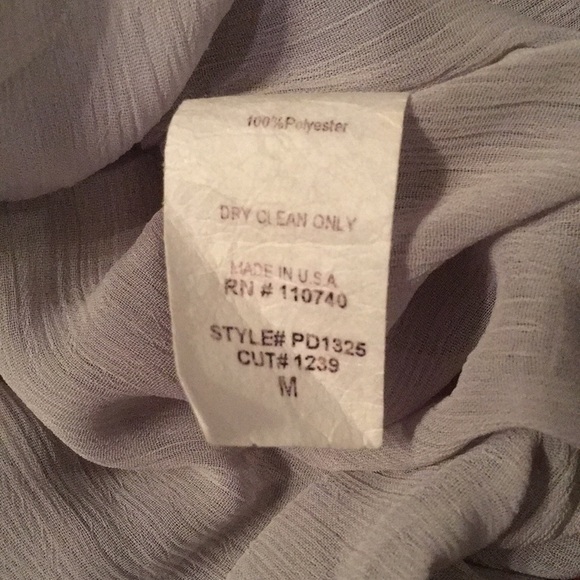 100%Polyester
DRY CLEAN ONLY
MADE IN U.S.A
RN # 110740
STYLE# PD1325
CUT# 1239
M